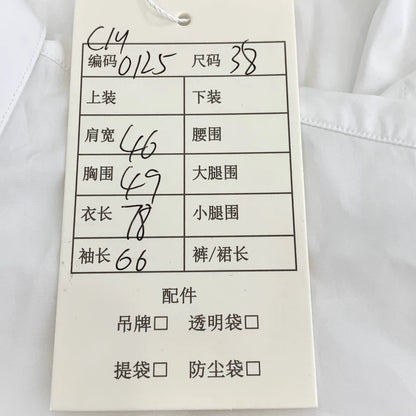 C14
编码 0125 尺码 38
上装 下装
肩宽 46 腰围
胸围 49 大腿围
衣长 78 小腿围
袖长 66 裤/裙长
配件
吊牌□ 透明袋□
提袋□ 防尘袋□